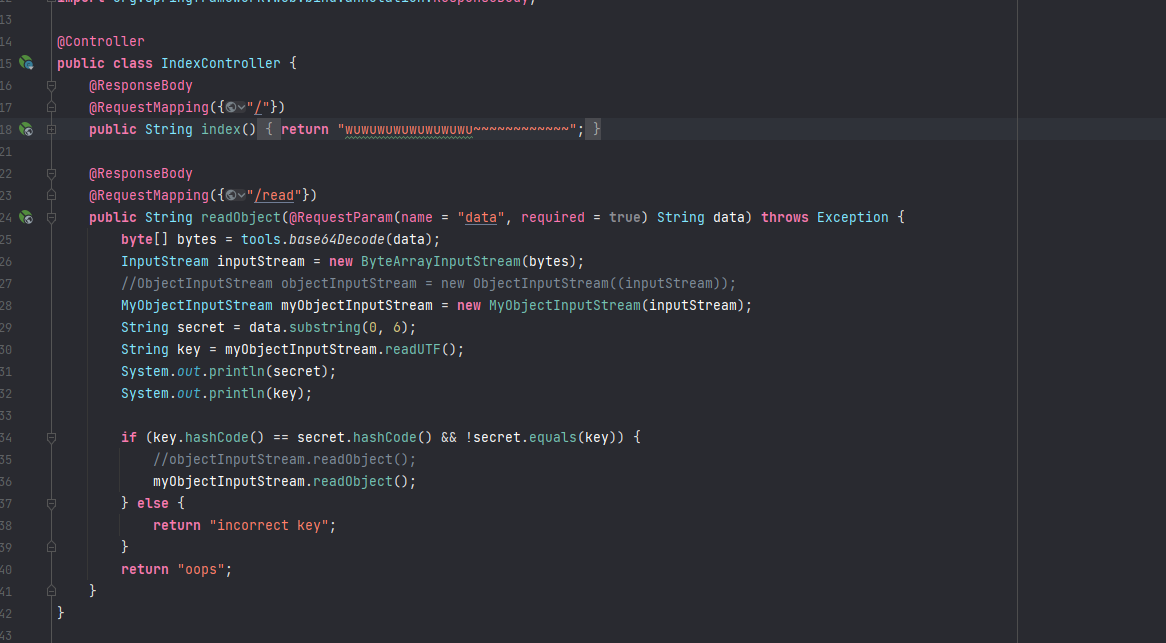 import org.springframework.web.bind.annotation.ResponseBody;
13
14 @Controller
15 public class IndexController {
16 @ResponseBody
17 @RequestMapping({"/"})
18 public String index() { return "wuwuwuwuwuwuwuwu~~~~~~~~~~~~"; }
21
22 @ResponseBody
23 @RequestMapping({"/read"})
24 public String readObject(@RequestParam(name = "data", required = true) String data) throws Exception {
25 byte[] bytes = tools.base64Decode(data);
26 InputStream inputStream = new ByteArrayInputStream(bytes);
27 //ObjectInputStream objectInputStream = new ObjectInputStream((inputStream));
28 MyObjectInputStream myObjectInputStream = new MyObjectInputStream(inputStream);
29 String secret = data.substring(0, 6);
30 String key = myObjectInputStream.readUTF();
31 System.out.println(secret);
32 System.out.println(key);
33
34 if (key.hashCode() == secret.hashCode() && !secret.equals(key)) {
35 //objectInputStream.readObject();
36 myObjectInputStream.readObject();
37 } else {
38 return "incorrect key";
39 }
40 return "oops";
41 }
42 }
43